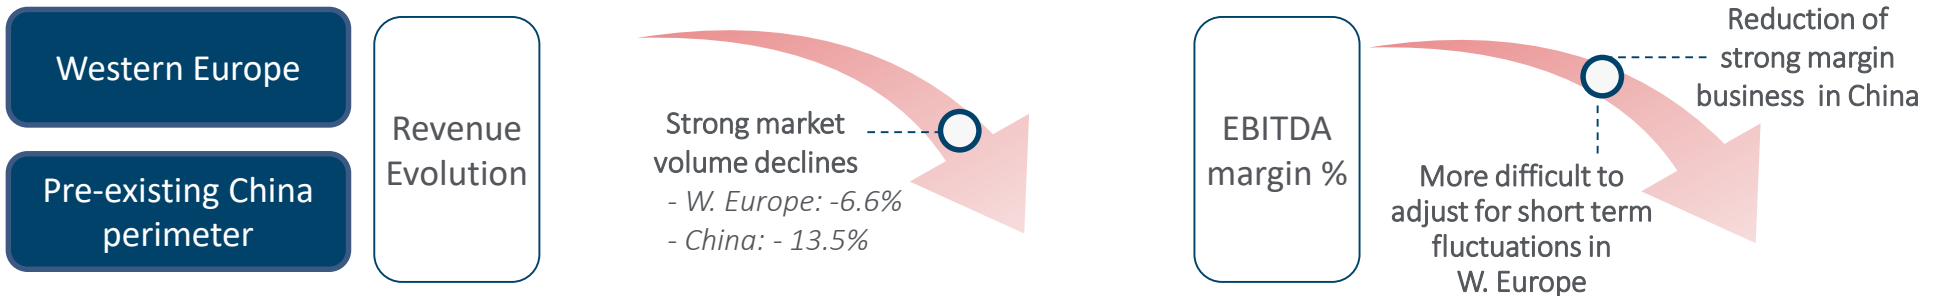 Western Europe
Pre-existing China
perimeter
Revenue
Evolution
Strong market
volume declines
- W. Europe: -6.6%
- China: - 13.5%
EBITDA
margin %
Reduction of
strong margin
business in China
More difficult to
adjust for short term
fluctuations in
W. Europe